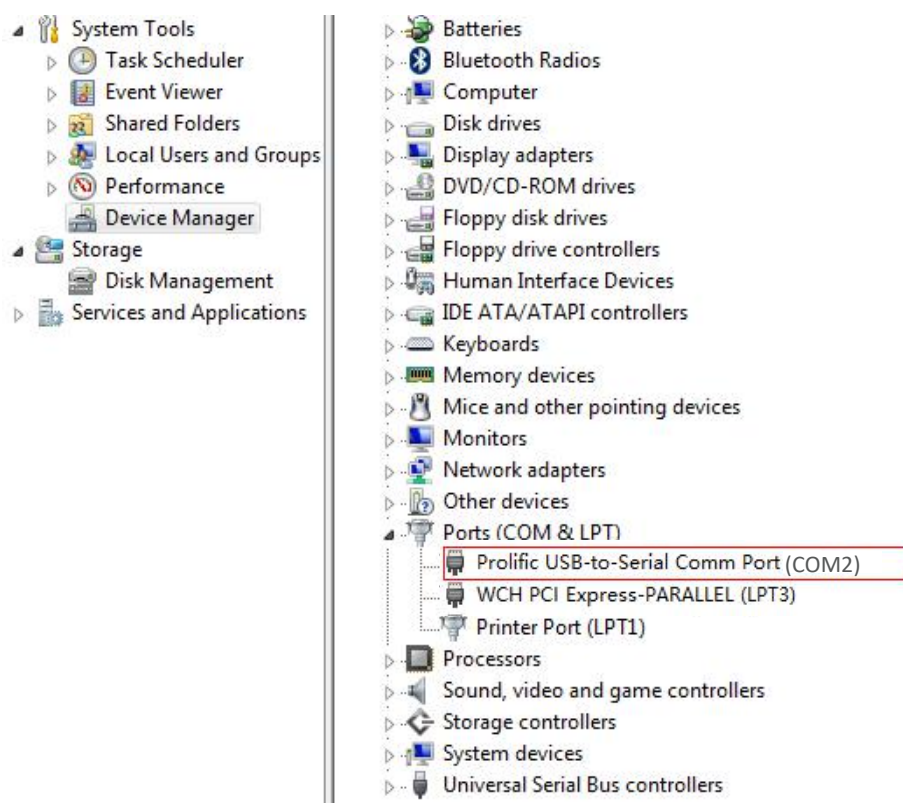 System Tools
Task Scheduler
Event Viewer
Shared Folders
Local Users and Groups
Performance
Device Manager
Storage
Disk Management
Services and Applications
Batteries
Bluetooth Radios
Computer
Disk drives
Display adapters
DVD/CD-ROM drives
Floppy disk drives
Floppy drive controllers
Human Interface Devices
IDE ATA/ATAPI controllers
Keyboards
Memory devices
Mice and other pointing devices
Monitors
Network adapters
Other devices
Ports (COM & LPT)
Prolific USB-to-Serial Comm Port (COM2)
WCH PCI Express-PARALLEL (LPT3)
Printer Port (LPT1)
Processors
Sound, video and game controllers
Storage controllers
System devices
Universal Serial Bus controllers